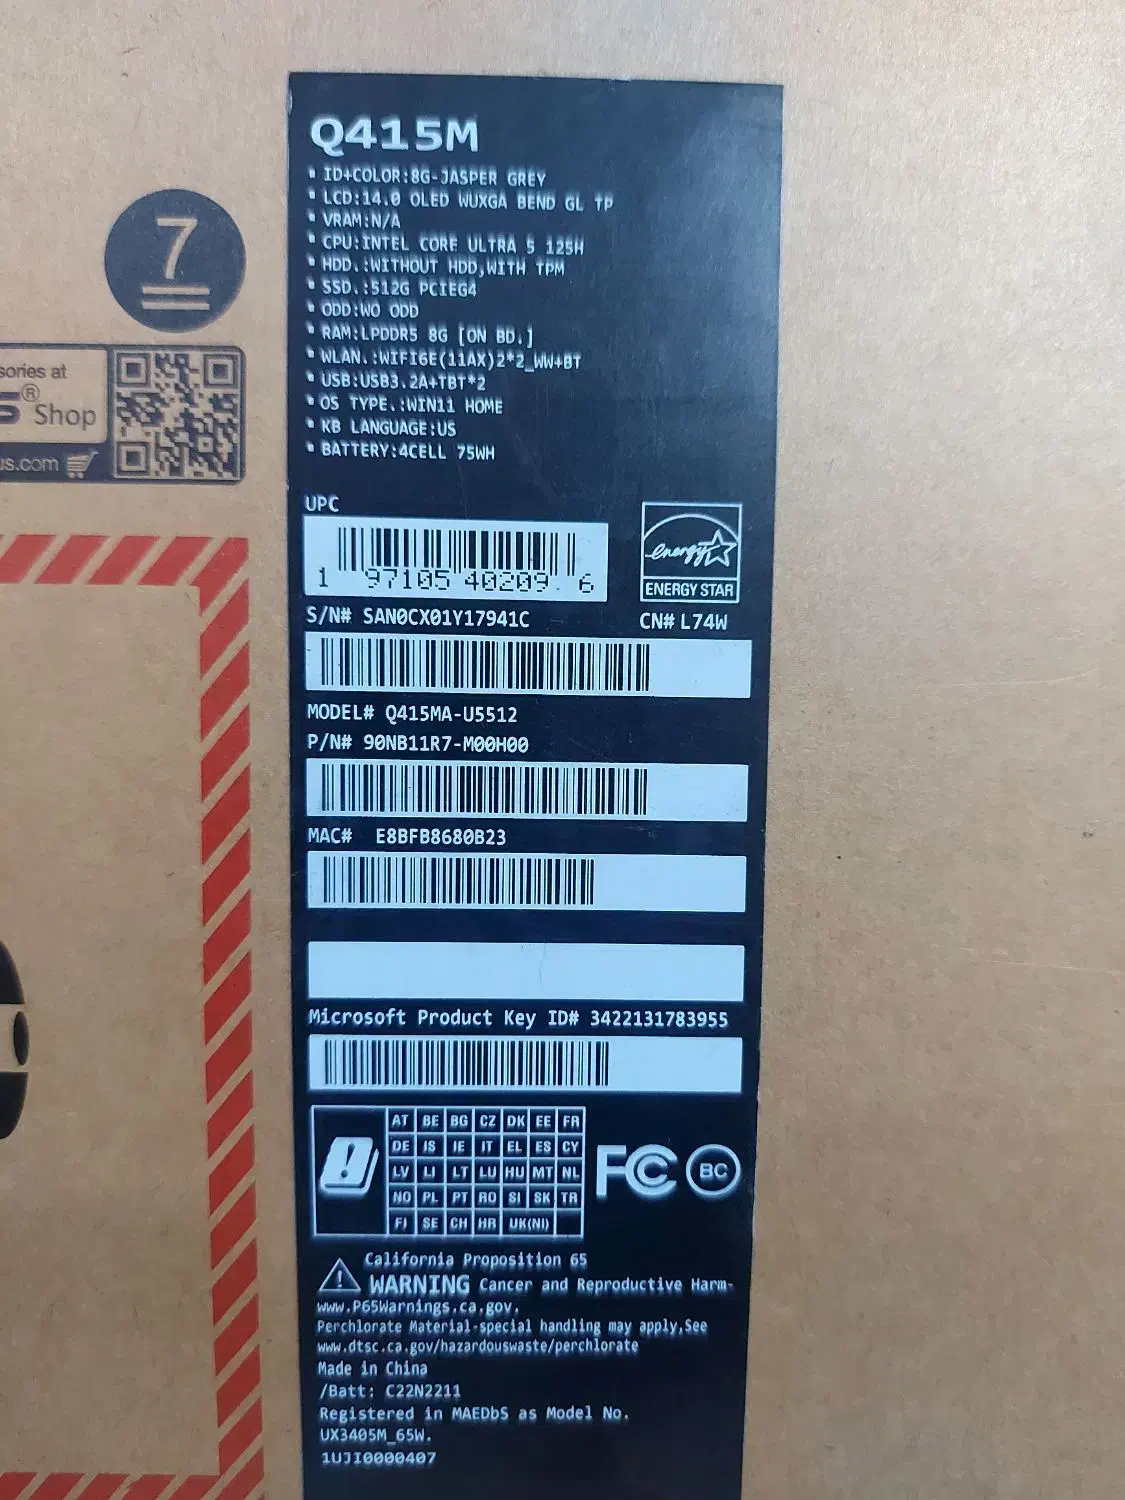 Q415M
ID+COLOR:8G-JASPER GREY
LCD:14.0 OLED WUXGA BEND GL TP
VRAM:N/A
CPU:INTEL CORE ULTRA 5 125H
HDD.:WITHOUT HDD,WITH TPM
SSD.:512G PCIEG4
ODD:WO ODD
RAM:LPDDR5 8G [ON BD.]
WLAN.:WIFI6E(11AX)2*2_WW+BT
USB:USB3.2A+TBT*2
OS TYPE.:WIN11 HOME
KB LANGUAGE:US
BATTERY:4CELL 75WH
7
sories at
S® Shop
us.com
UPC
1 97105 40209 6
energy
ENERGY STAR
S/N# SAN0CX01Y17941C
CN# L74W
MODEL# Q415MA-U5512
P/N# 90NB11R7-M00H00
MAC# E8BFB8680B23
Microsoft Product Key ID# 3422131783955
AT BE BG CZ DK EE FR
DE IS IE IT EL ES CY
LV LI LT LU HU MT NL
NO PL PT RO SI SK TR
FI SE CH HR UK(NI)
FC BC
California Proposition 65
WARNING Cancer and Reproductive Harm-
www.P65Warnings.ca.gov.
Perchlorate Material-special handling may apply,See
www.dtsc.ca.gov/hazardouswaste/perchlorate
Made in China
/Batt: C22N2211
Registered in MAEDbS as Model No.
UX3405M_65W.
1UJI0000407